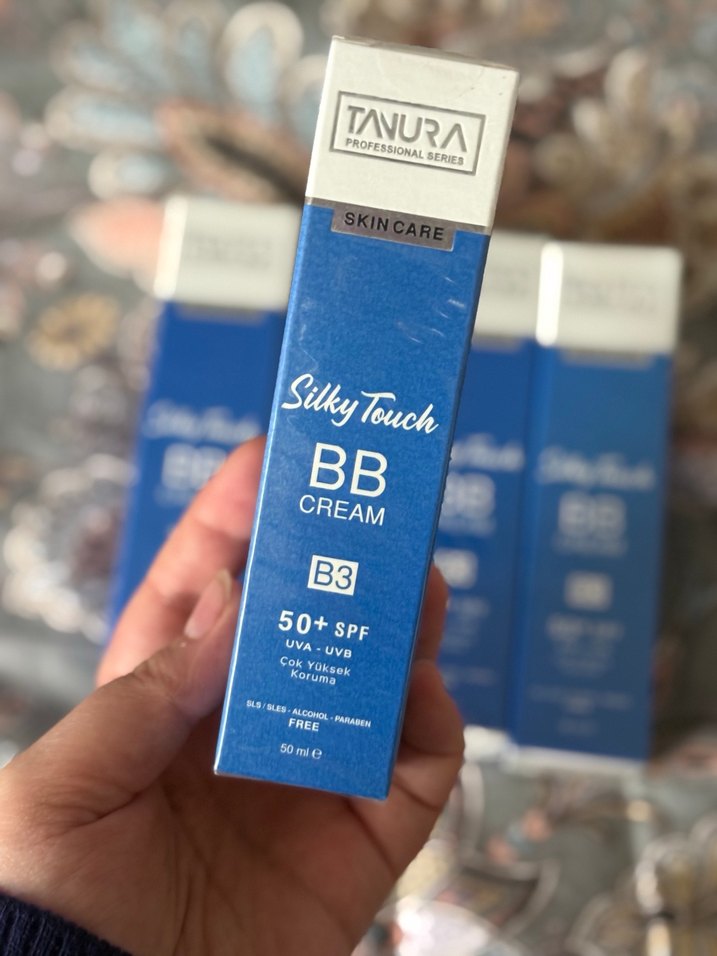 TANURA
PROFESSIONAL SERIES
SKIN CARE
Silky Touch
BB
CREAM
B3
50+ SPF
UVA - UVB
Çok Yüksek
Koruma
SLS / SLES - ALCOHOL - PARABEN
FREE
50 ml ℮